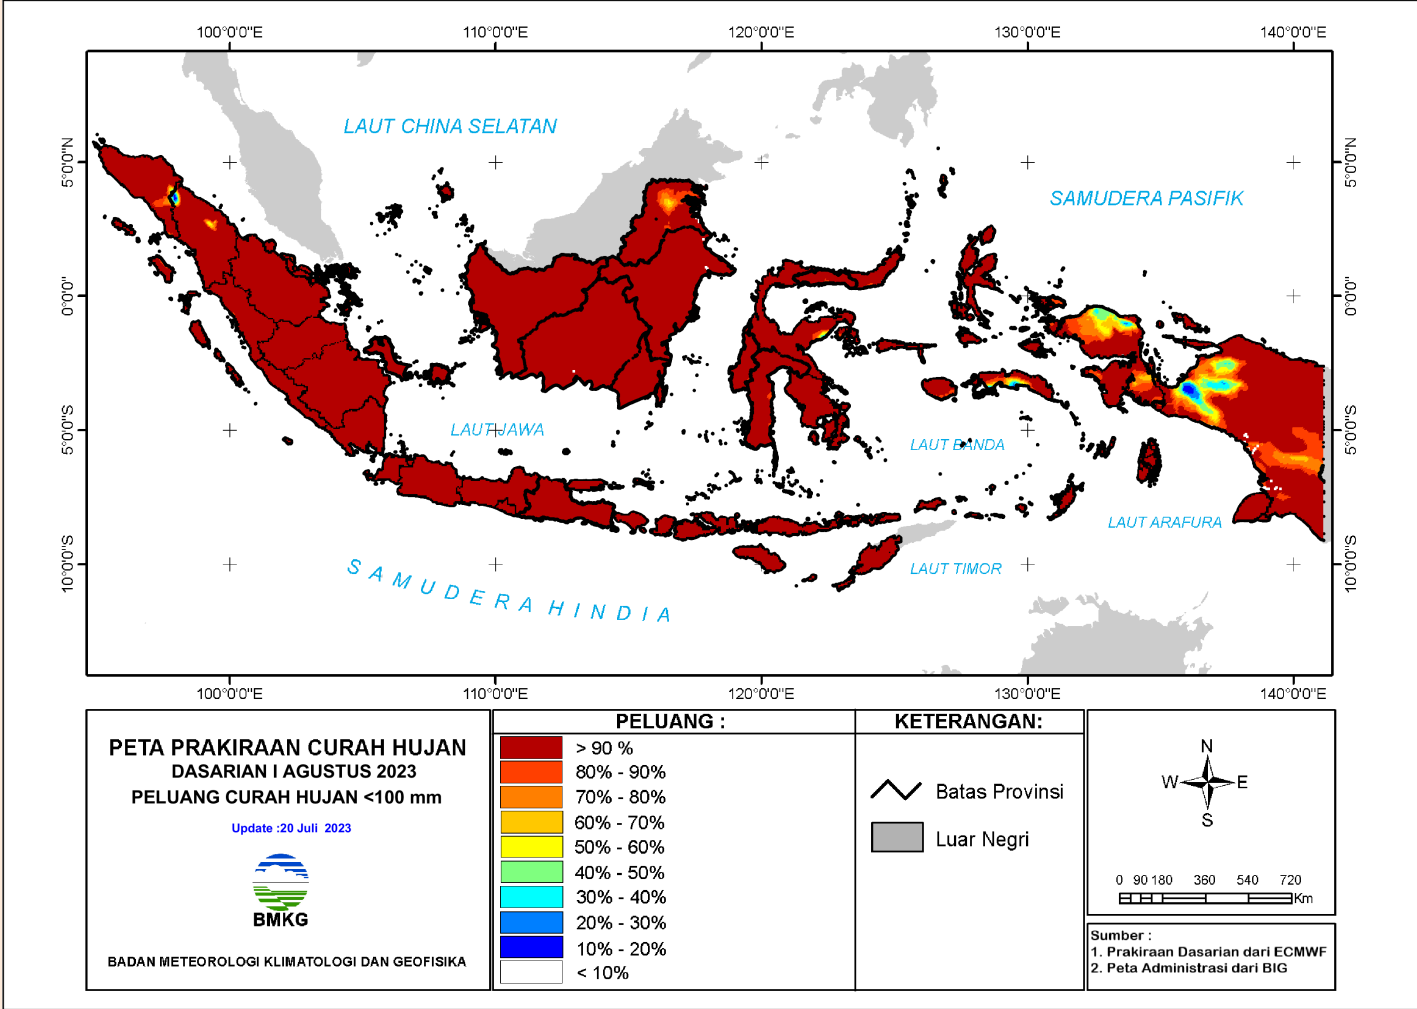 100°0'0"E 110°0'0"E 120°0'0"E 130°0'0"E 140°0'0"E
5°0'0"N 5°0'0"N
0°0'0" 0°0'0"
5°0'0"S 5°0'0"S
10°0'0"S 10°0'0"S
LAUT CHINA SELATAN
SAMUDERA PASIFIK
LAUT JAWA
LAUT BANDA
LAUT ARAFURA
LAUT TIMOR
SAMUDERA HINDIA
100°0'0"E 110°0'0"E 120°0'0"E 130°0'0"E 140°0'0"E
PETA PRAKIRAAN CURAH HUJAN
DASARIAN I AGUSTUS 2023
PELUANG CURAH HUJAN <100 mm
Update :20 Juli 2023
BMKG
BADAN METEOROLOGI KLIMATOLOGI DAN GEOFISIKA
PELUANG :
> 90 %
80% - 90%
70% - 80%
60% - 70%
50% - 60%
40% - 50%
30% - 40%
20% - 30%
10% - 20%
< 10%
KETERANGAN:
Batas Provinsi
Luar Negri
N
W E
S
0 90 180 360 540 720
Km
Sumber :
1. Prakiraan Dasarian dari ECMWF
2. Peta Administrasi dari BIG